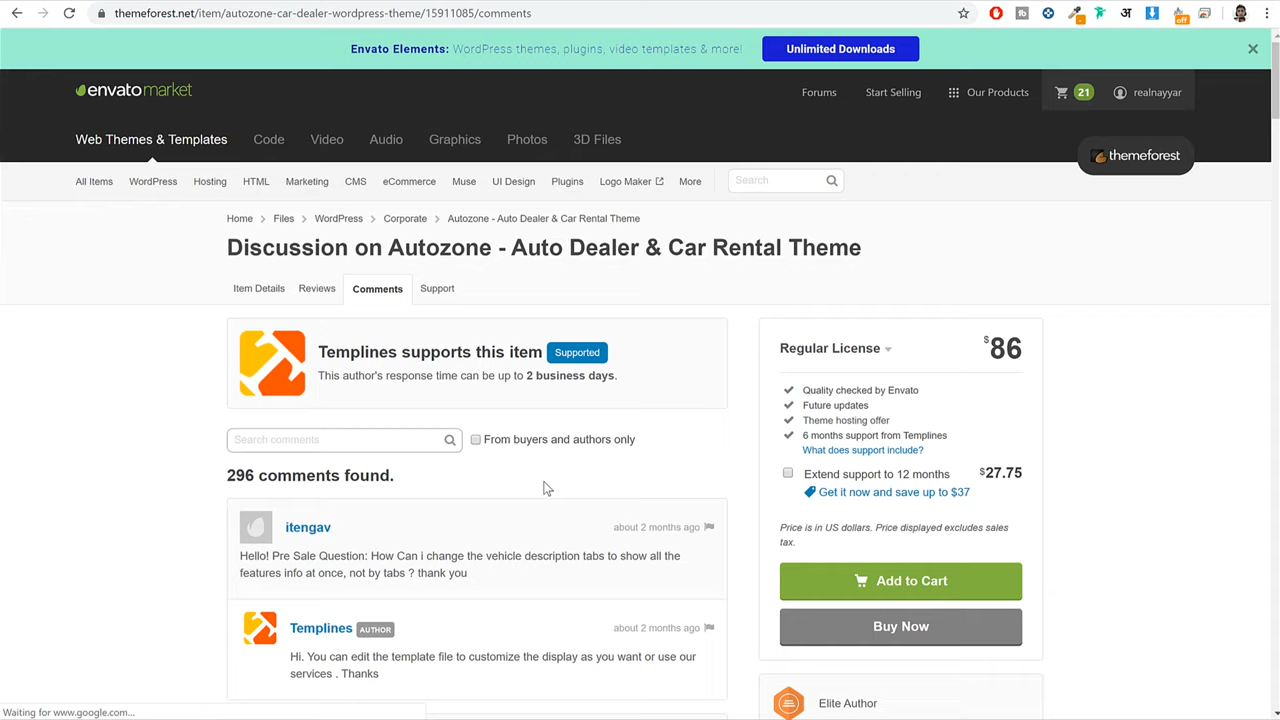 themeforest.net/item/autozone-car-dealer-wordpress-theme/15911085/comments
off
Envato Elements: WordPress themes, plugins, video templates & more!
Unlimited Downloads
envatomarket
Forums
Start Selling
Our Products
21
realnayyar
Web Themes & Templates
Code
Video
Audio
Graphics
Photos
3D Files
themeforest
All Items
WordPress
Hosting
HTML
Marketing
CMS
eCommerce
Muse
UI Design
Plugins
Logo Maker
More
Search
Home > Files > WordPress > Corporate > Autozone - Auto Dealer & Car Rental Theme
Discussion on Autozone - Auto Dealer & Car Rental Theme
Item Details
Reviews
Comments
Support
Templines supports this item Supported
This author's response time can be up to 2 business days.
Search comments
From buyers and authors only
296 comments found.
itengav
about 2 months ago
Hello! Pre Sale Question: How Can i change the vehicle description tabs to show all the
features info at once, not by tabs ? thank you
Templines AUTHOR
about 2 months ago
Hi. You can edit the template file to customize the display as you want or use our
services . Thanks
Regular License
$86
Quality checked by Envato
Future updates
Theme hosting offer
6 months support from Templines
What does support include?
Extend support to 12 months
$27.75
Get it now and save up to $37
Price is in US dollars. Price displayed excludes sales
tax.
Add to Cart
Buy Now
Elite Author
Waiting for www.google.com...